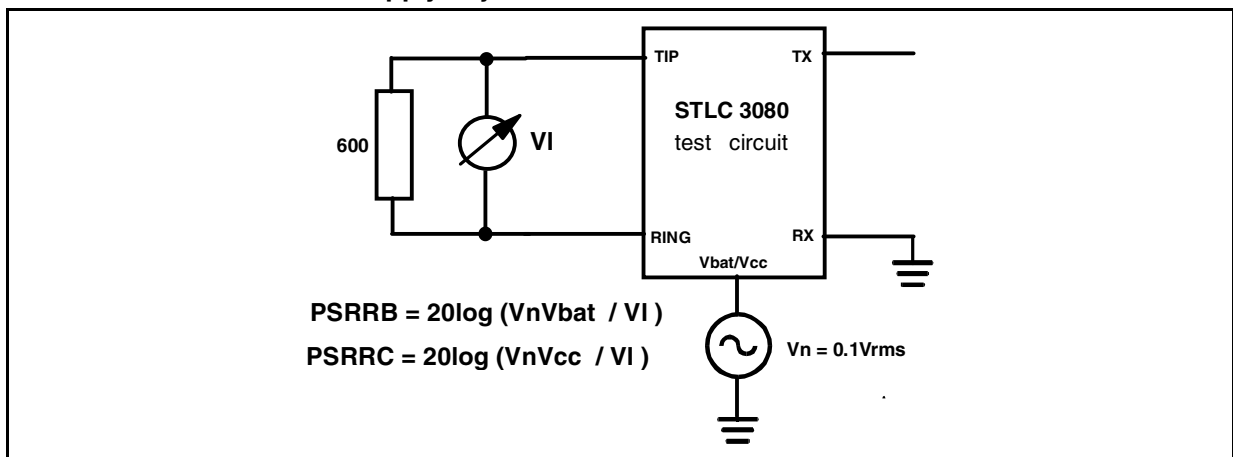 TIP
TX
STLC 3080
test circuit
600
VI
RING
RX
Vbat/Vcc
PSRRB = 20log (VnVbat / VI )
PSRRC = 20log (VnVcc / VI )
Vn = 0.1Vrms